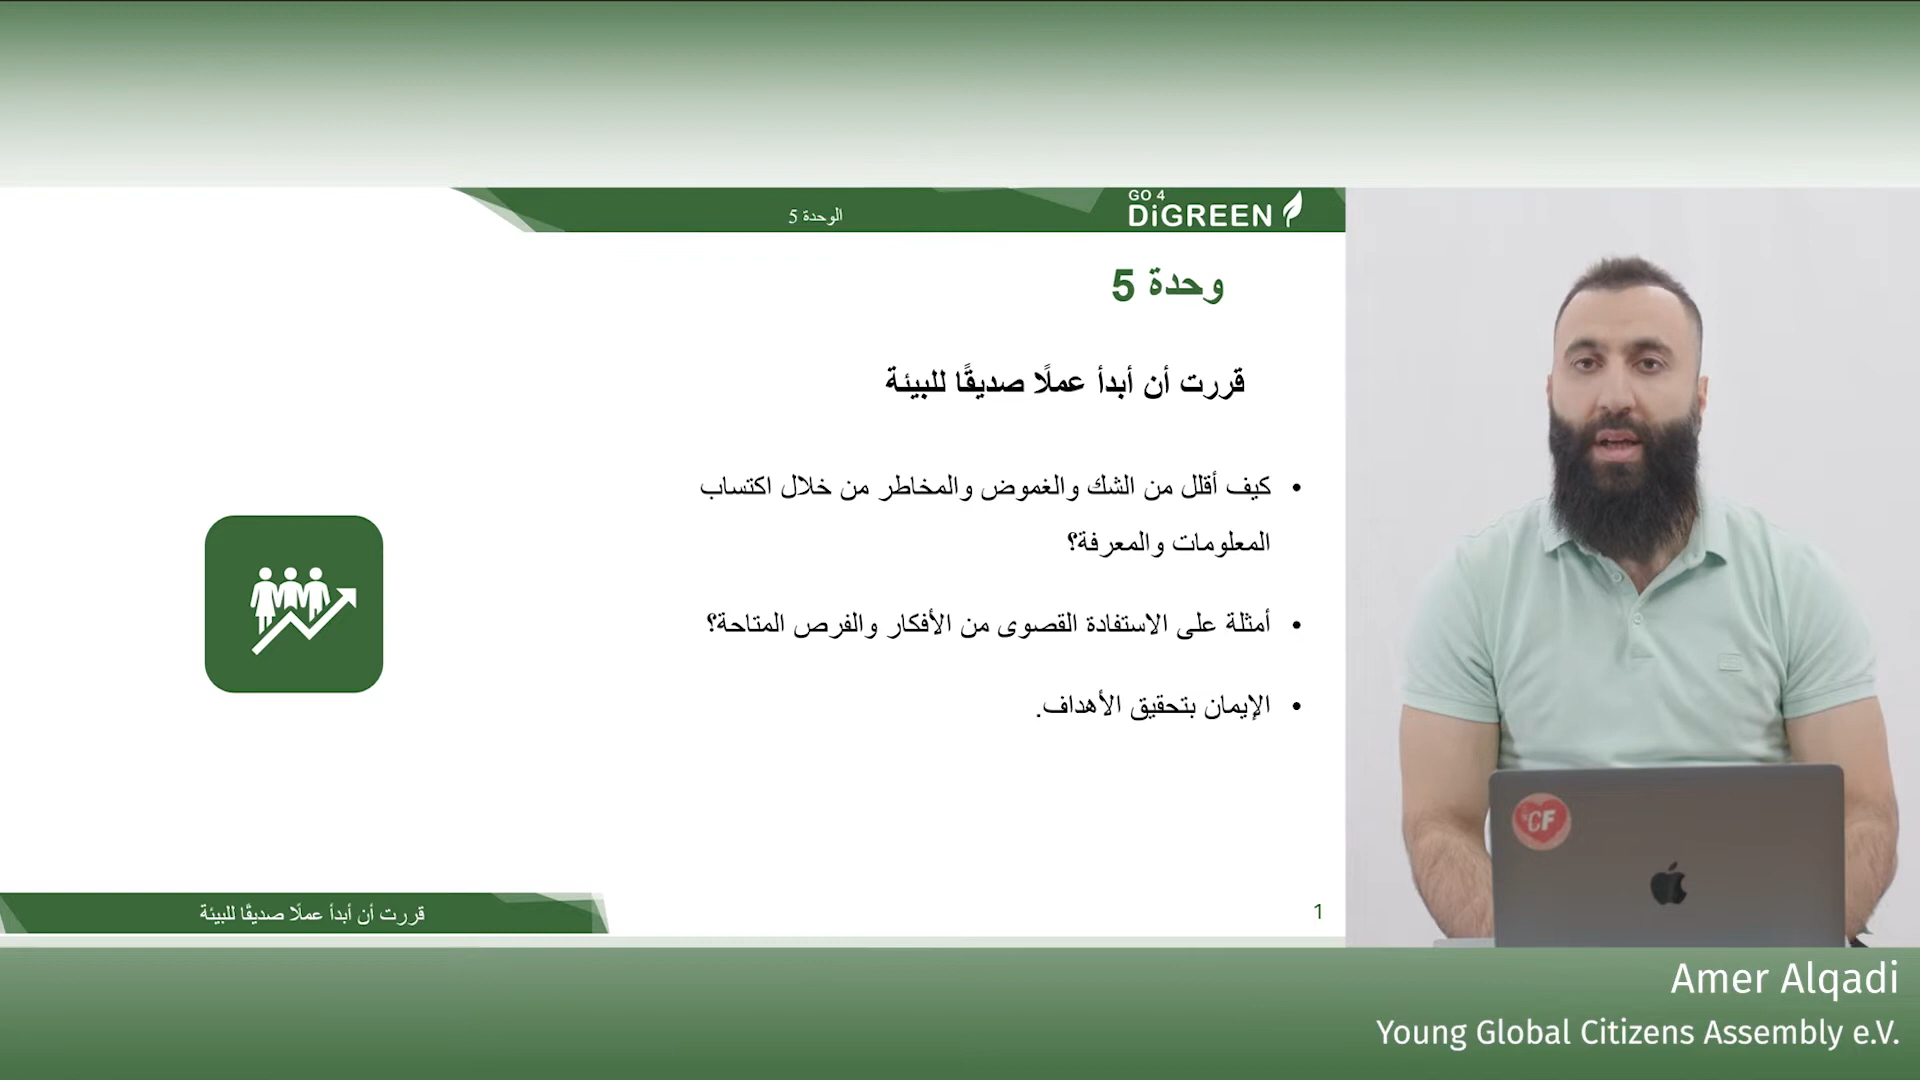 الوحدة 5
GO 4
DiGREEN
وحدة 5
قررت أن أبدأ عملًا صديقًا للبيئة
• كيف أقلل من الشك والغموض والمخاطر من خلال اكتساب
المعلومات والمعرفة؟
• أمثلة على الاستفادة القصوى من الأفكار والفرص المتاحة؟
• الإيمان بتحقيق الأهداف.
قررت أن أبدأ عملًا صديقًا للبيئة
1
CF
Amer Alqadi
Young Global Citizens Assembly e.V.